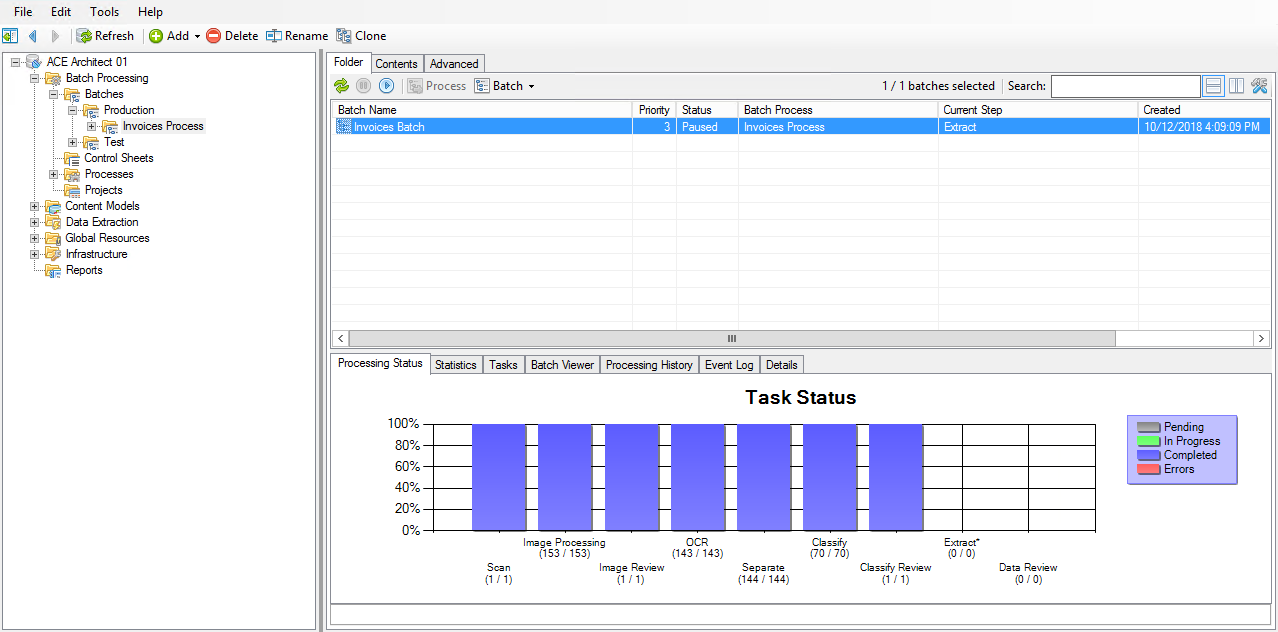 File Edit Tools Help
Refresh Add Delete Rename Clone
ACE Architect 01
Batch Processing
Batches
Production
Invoices Process
Test
Control Sheets
Processes
Projects
Content Models
Data Extraction
Global Resources
Infrastructure
Reports
Folder Contents Advanced
Process Batch 1 / 1 batches selected Search:
Batch Name Priority Status Batch Process Current Step Created
Invoices Batch 3 Paused Invoices Process Extract 10/12/2018 4:09:09 PM
Processing Status Statistics Tasks Batch Viewer Processing History Event Log Details
Task Status
100%
80%
60%
40%
20%
0%
Pending
In Progress
Completed
Errors
Image Processing OCR Classify Extract*
(153 / 153) (143 / 143) (70 / 70) (0 / 0)
Scan Image Review Separate Classify Review Data Review
(1 / 1) (1 / 1) (144 / 144) (1 / 1) (0 / 0)